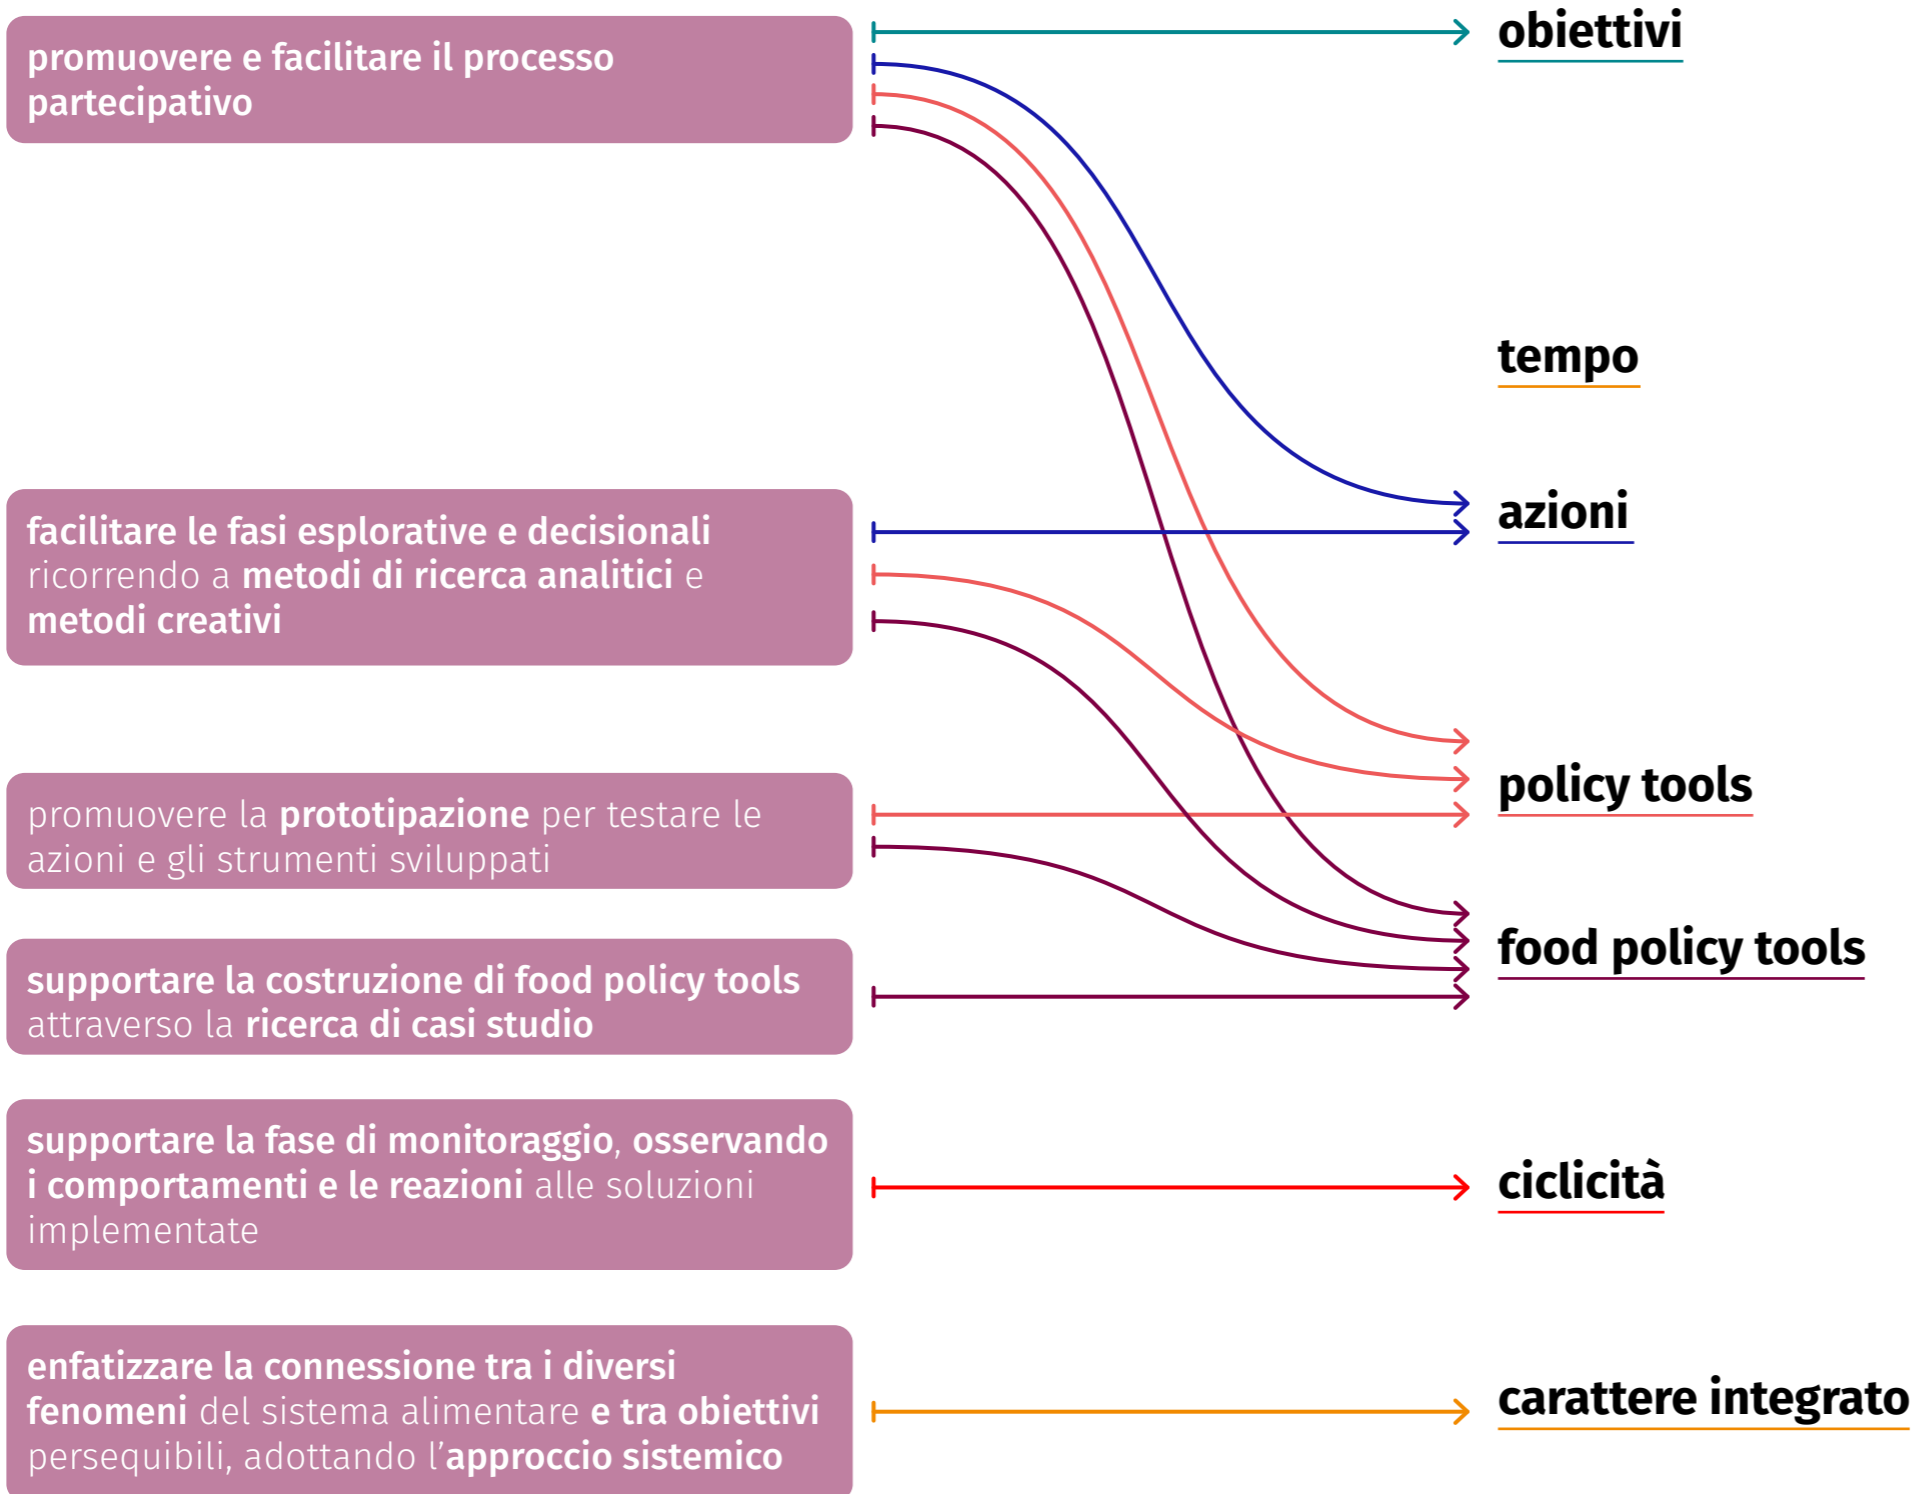 promuovere e facilitare il processo
partecipativo
obiettivi
tempo
facilitare le fasi esplorative e decisionali
ricorrendo a metodi di ricerca analitici e
metodi creativi
azioni
promuovere la prototipazione per testare le
azioni e gli strumenti sviluppati
policy tools
supportare la costruzione di food policy tools
attraverso la ricerca di casi studio
food policy tools
supportare la fase di monitoraggio, osservando
i comportamenti e le reazioni alle soluzioni
implementate
ciclicità
enfatizzare la connessione tra i diversi
fenomeni del sistema alimentare e tra obiettivi
persequibili, adottando l'approccio sistemico
carattere integrato